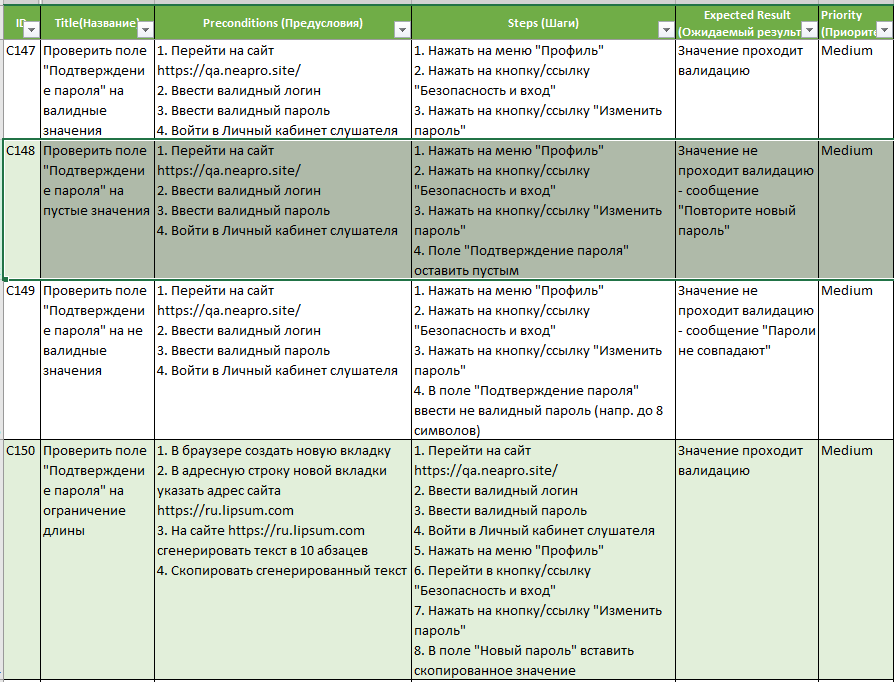 ID
Title(Название)
Preconditions (Предусловия)
Steps (Шаги)
Expected Result
(Ожидаемый результ
Priority
(Приорите
C147
Проверить поле
"Подтверждени
е пароля" на
валидные
значения
1. Перейти на сайт
https://qa.neapro.site/
2. Ввести валидный логин
3. Ввести валидный пароль
4. Войти в Личный кабинет слушателя
1. Нажать на меню "Профиль"
2. Нажать на кнопку/ссылку
"Безопасность и вход"
3. Нажать на кнопку/ссылку "Изменить
пароль"
Значение проходит
валидацию
Medium
C148
Проверить поле
"Подтверждени
е пароля" на
пустые значения
1. Перейти на сайт
https://qa.neapro.site/
2. Ввести валидный логин
3. Ввести валидный пароль
4. Войти в Личный кабинет слушателя
1. Нажать на меню "Профиль"
2. Нажать на кнопку/ссылку
"Безопасность и вход"
3. Нажать на кнопку/ссылку "Изменить
пароль"
4. Поле "Подтверждение пароля"
оставить пустым
Значение не
проходит валидацию
- сообщение
"Повторите новый
пароль"
Medium
C149
Проверить поле
"Подтверждени
е пароля" на не
валидные
значения
1. Перейти на сайт
https://qa.neapro.site/
2. Ввести валидный логин
3. Ввести валидный пароль
4. Войти в Личный кабинет слушателя
1. Нажать на меню "Профиль"
2. Нажать на кнопку/ссылку
"Безопасность и вход"
3. Нажать на кнопку/ссылку "Изменить
пароль"
4. В поле "Подтверждение пароля"
ввести не валидный пароль (напр. до 8
символов)
Значение не
проходит валидацию
- сообщение "Пароли
не совпадают"
Medium
C150
Проверить поле
"Подтверждени
е пароля" на
ограничение
длины
1. В браузере создать новую вкладку
2. В адресную строку новой вкладки
указать адрес сайта
https://ru.lipsum.com
3. На сайте https://ru.lipsum.com
сгенерировать текст в 10 абзацев
4. Скопировать сгенерированный текст
1. Перейти на сайт
https://qa.neapro.site/
2. Ввести валидный логин
3. Ввести валидный пароль
4. Войти в Личный кабинет слушателя
5. Нажать на меню "Профиль"
6. Перейти в кнопку/ссылку
"Безопасность и вход"
7. Нажать на кнопку/ссылку "Изменить
пароль"
8. В поле "Новый пароль" вставить
скопированное значение
Значение проходит
валидацию
Medium